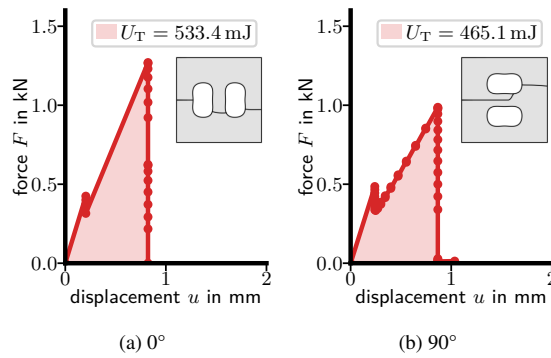 U_T = 533.4 mJ
1.5
1.0
0.5
0.0
force F in kN
0 1 2
displacement u in mm
(a) 0°
U_T = 465.1 mJ
1.5
1.0
0.5
0.0
force F in kN
0 1 2
displacement u in mm
(b) 90°